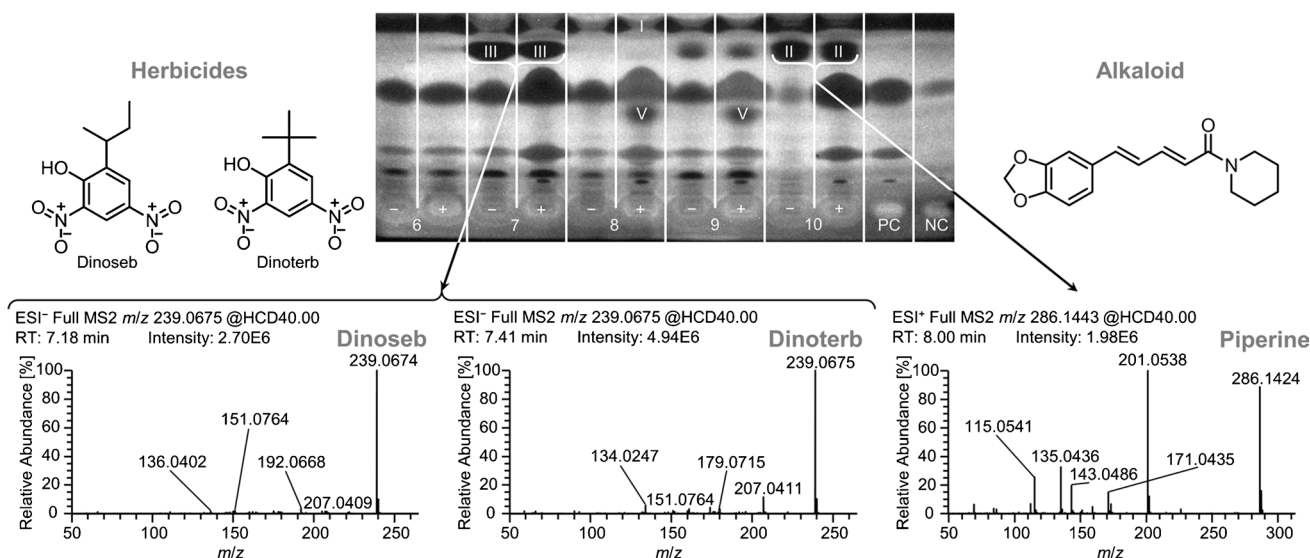 Herbicides
HO
O
N
+
O
−
N
+
O
O
−
Dinoseb
HO
O
N
+
O
−
N
+
O
O
−
Dinoterb
I
III III II II
V V
− + − + − + − + − +
6 7 8 9 10 PC NC
Alkaloid
O
O
O
N
ESI− Full MS2 m/z 239.0675 @HCD40.00
RT: 7.18 min Intensity: 2.70E6
Dinoseb
239.0674
151.0764
136.0402
192.0668
207.0409
Relative Abundance [%]
100
80
60
40
20
0
50 100 150 200 250
m/z
ESI− Full MS2 m/z 239.0675 @HCD40.00
RT: 7.41 min Intensity: 4.94E6
Dinoterb
239.0675
134.0247
179.0715
151.0764
207.0411
Relative Abundance [%]
100
80
60
40
20
0
50 100 150 200 250
m/z
ESI+ Full MS2 m/z 286.1443 @HCD40.00
RT: 8.00 min Intensity: 1.98E6
Piperine
201.0538
286.1424
115.0541
135.0436
143.0486
171.0435
Relative Abundance [%]
100
80
60
40
20
0
50 100 150 200 250 300
m/z